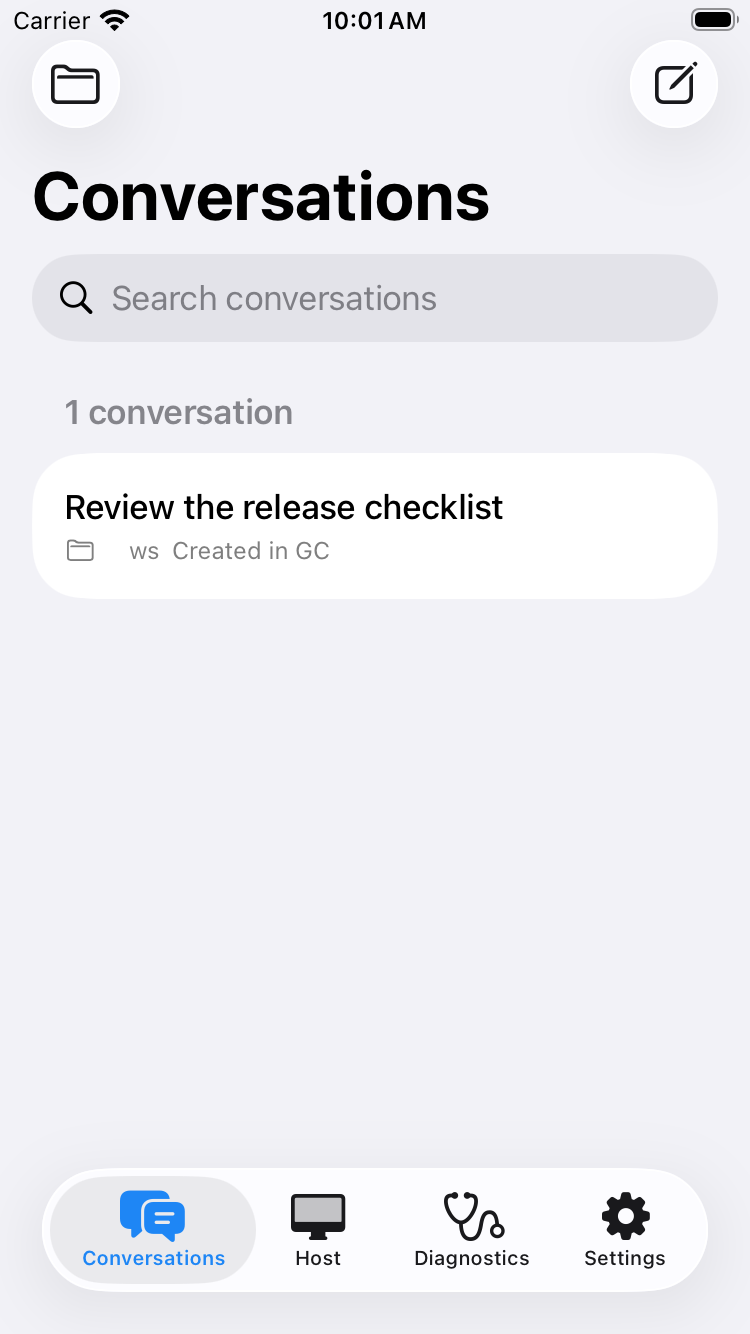 Carrier 10:01 AM
Conversations
Search conversations
1 conversation
Review the release checklist
ws Created in GC
Conversations Host Diagnostics Settings